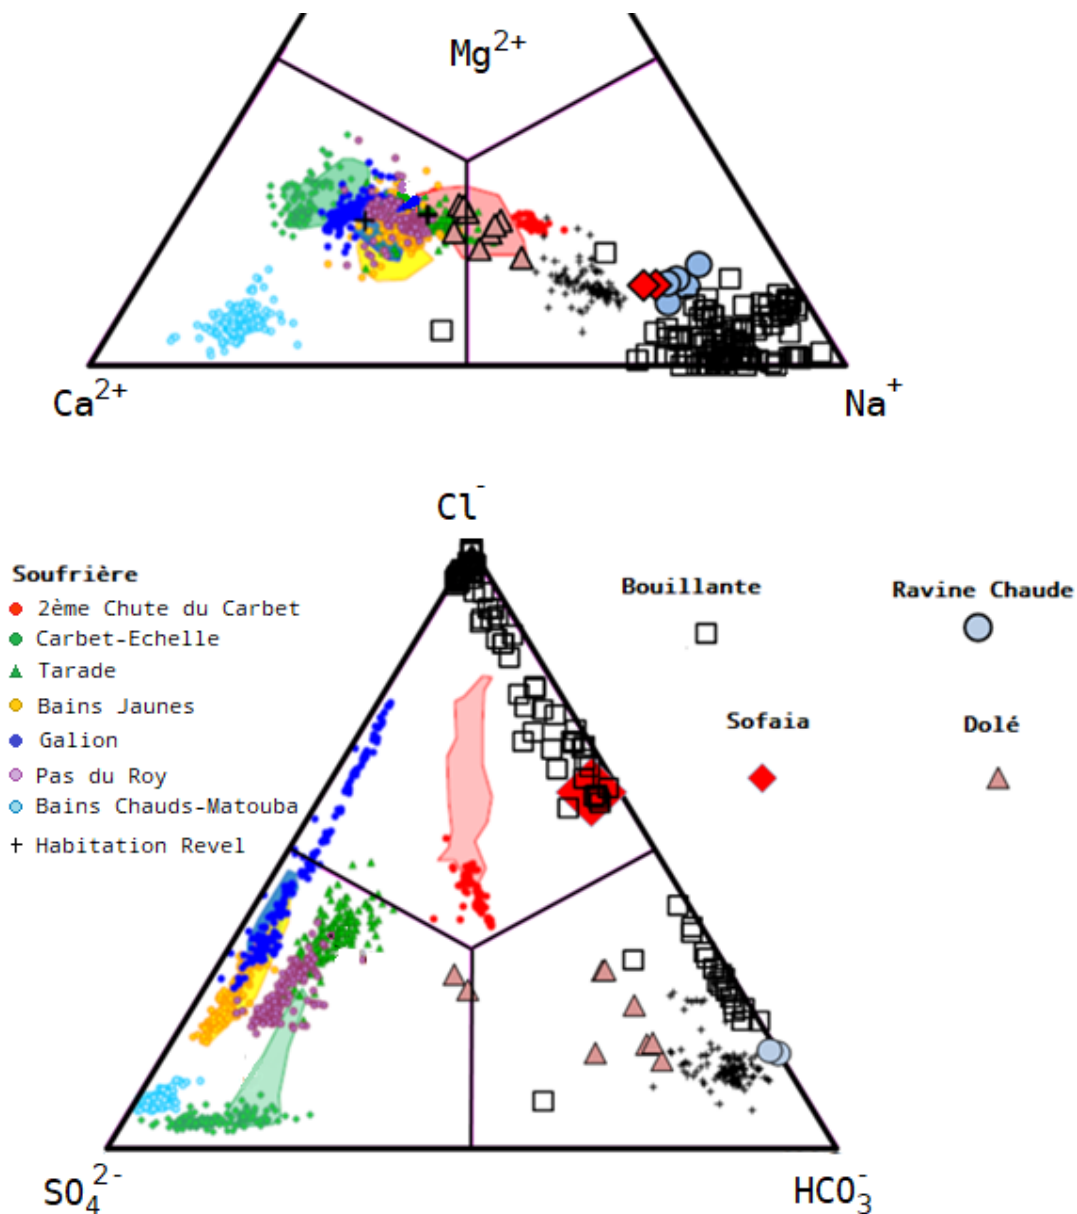 Mg2+
Ca2+
Na+
Cl-
Soufrière
2ème Chute du Carbet
Carbet-Echelle
Tarade
Bains Jaunes
Galion
Pas du Roy
Bains Chauds-Matouba
Habitation Revel
Bouillante
Ravine Chaude
Sofaia
Dolé
SO42-
HCO3-